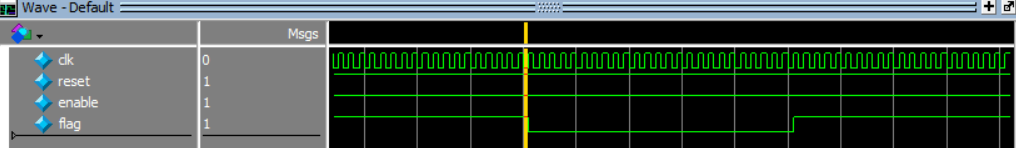 Wave - Default
Msgs
clk 0
reset 1
enable 1
flag 1